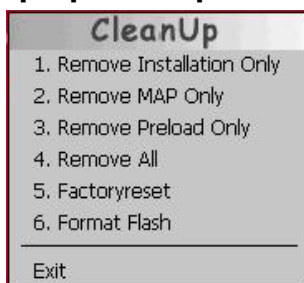 CleanUp
1. Remove Installation Only
2. Remove MAP Only
3. Remove Preload Only
4. Remove All
5. Factoryreset
6. Format Flash
Exit